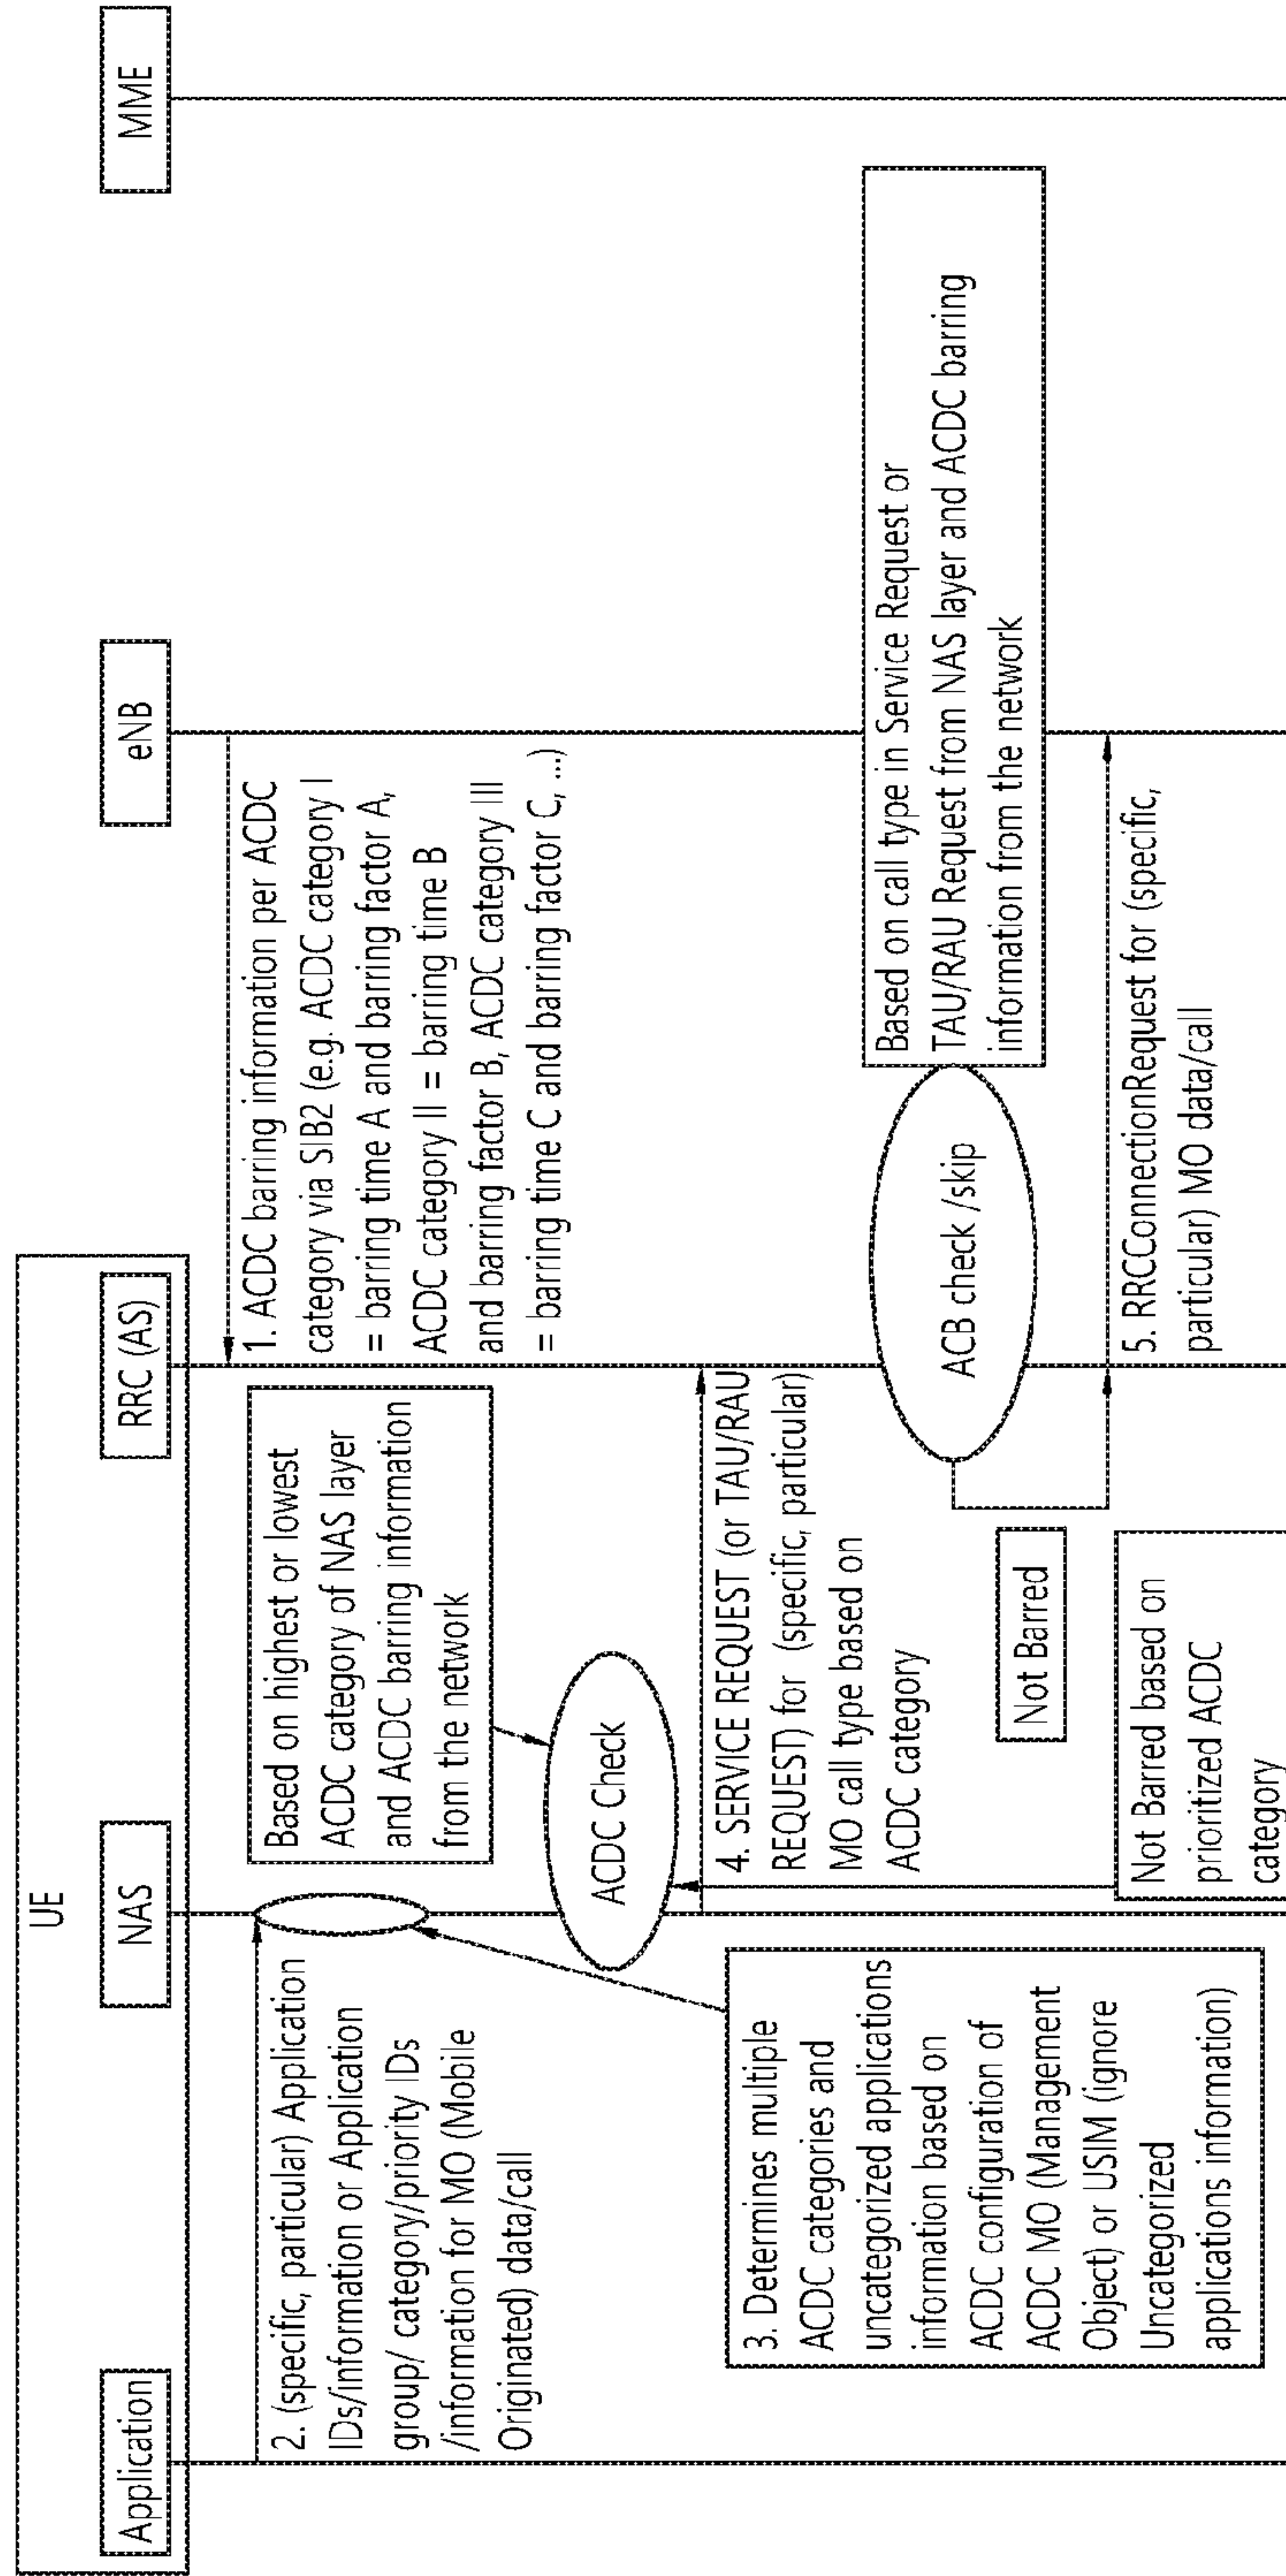 UE
Application
NAS
RRC (AS)
eNB
MME
1. ACDC barring information per ACDC
category via SIB2 (e.g. ACDC category I
= barring time A and barring factor A,
ACDC category II = barring time B
and barring factor B, ACDC category III
= barring time C and barring factor C, ...)
2. (specific, particular) Application
IDs/information or Application
group/ category/priority IDs
/information for MO (Mobile
Originated) data/call
Based on highest or lowest
ACDC category of NAS layer
and ACDC barring information
from the network
ACDC Check
3. Determines multiple
ACDC categories and
uncategorized applications
information based on
ACDC configuration of
ACDC MO (Management
Object) or USIM (ignore
Uncategorized
applications information)
4. SERVICE REQUEST (or TAU/RAU
REQUEST) for (specific, particular)
MO call type based on
ACDC category
Based on call type in Service Request or
TAU/RAU Request from NAS layer and ACDC barring
information from the network
ACB check /skip
Not Barred
Not Barred based on
prioritized ACDC
category
5. RRCConnectionRequest for (specific,
particular) MO data/call